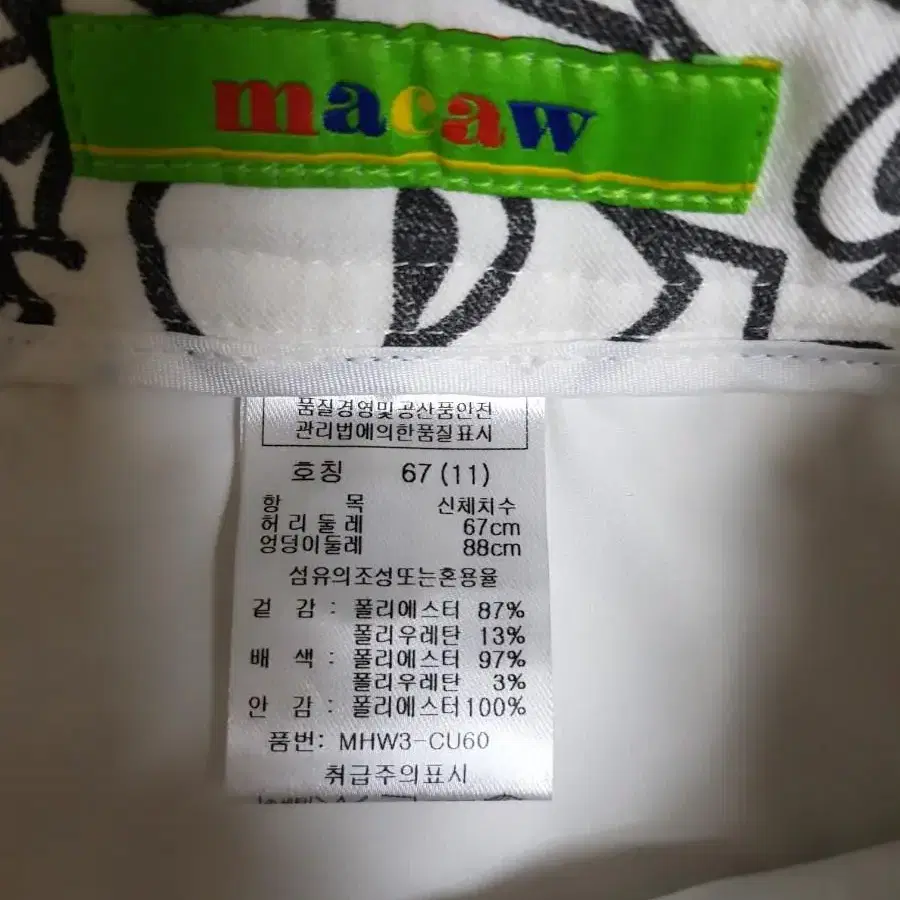 macaw
품질경영및공산품안전
관리법에의한품질표시
호칭 67(11)
항 목 신체치수
허리둘레 67cm
엉덩이둘레 88cm
섬유의조성또는혼용율
겉 감 : 폴리에스터 87%
폴리우레탄 13%
배 색 : 폴리에스터 97%
폴리우레탄 3%
안 감 : 폴리에스터100%
품번: MHW3-CU60
취급주의표시